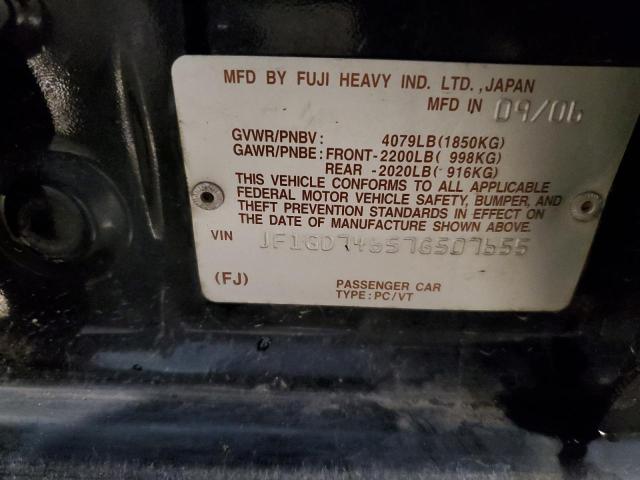 MFD BY FUJI HEAVY IND. LTD. ,JAPAN
MFD IN 09/06
GVWR/PNBV: 4079LB(1850KG)
GAWR/PNBE: FRONT-2200LB( 998KG)
REAR -2020LB( 916KG)
THIS VEHICLE CONFORMS TO ALL APPLICABLE
FEDERAL MOTOR VEHICLE SAFETY, BUMPER, AND
THEFT PREVENTION STANDARDS IN EFFECT ON
THE DATE OF MANUFACTURE SHOWN ABOVE.
VIN JF1GD74657G507655
(FJ) PASSENGER CAR
TYPE: PC/VT